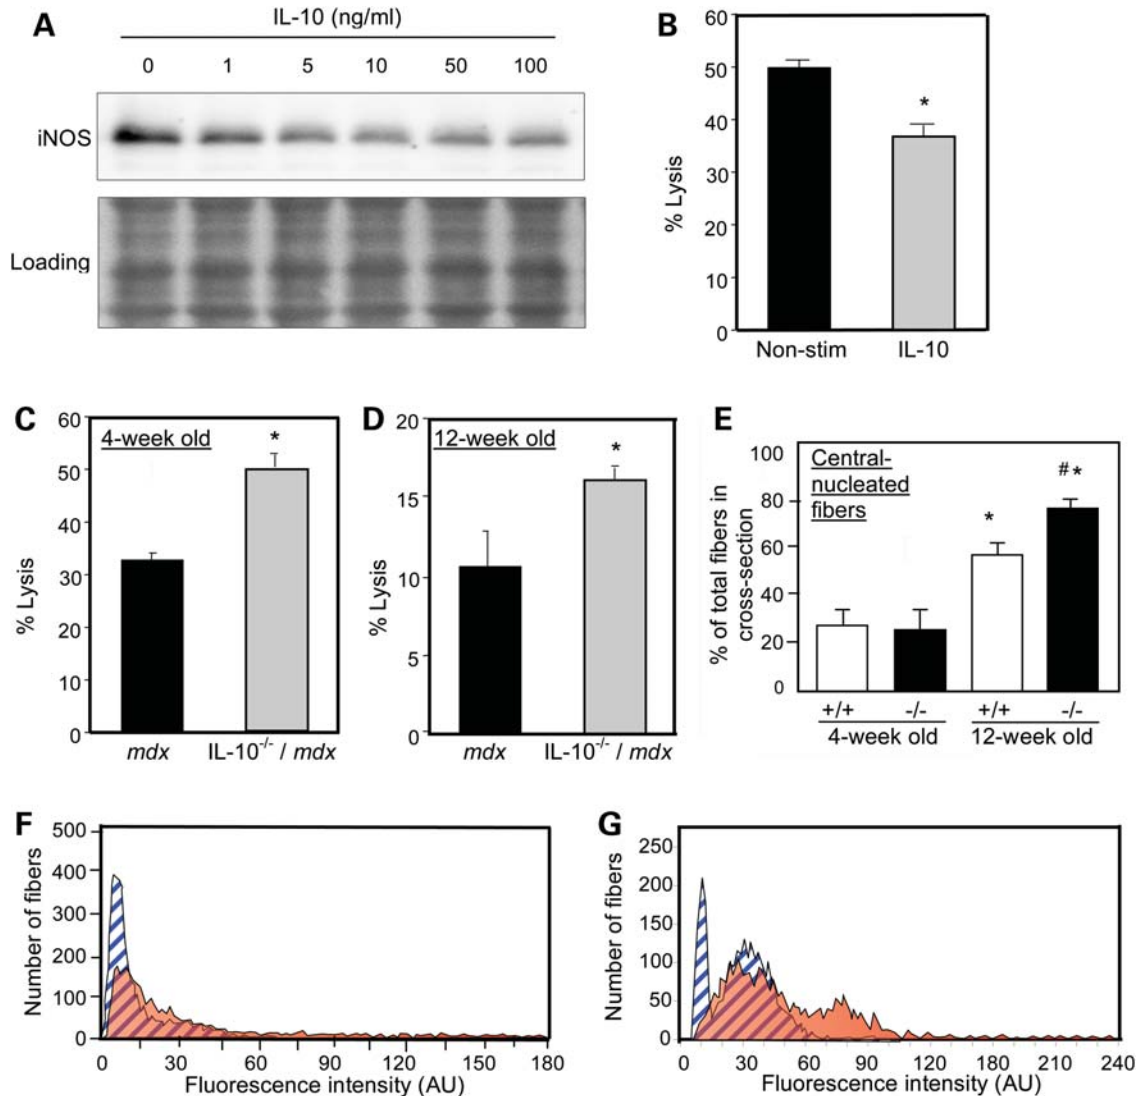 A
IL-10 (ng/ml)
0 1 5 10 50 100
iNOS
Loading
B
60
50
40
30
20
10
0
% Lysis
*
Non-stim IL-10
C
4-week old
60
50
40
30
20
10
0
% Lysis
*
mdx IL-10-/- / mdx
D
12-week old
20
15
10
5
0
% Lysis
*
mdx IL-10-/- / mdx
E
Central-
nucleated
fibers
100
80
60
40
20
0
% of total fibers in
cross-section
*
#*
+/+ -/- +/+ -/-
4-week old 12-week old
F
500
400
300
200
100
0
Number of fibers
0 30 60 90 120 150 180
Fluorescence intensity (AU)
G
250
200
150
100
50
0
Number of fibers
0 30 60 90 120 180 210 240
Fluorescence intensity (AU)